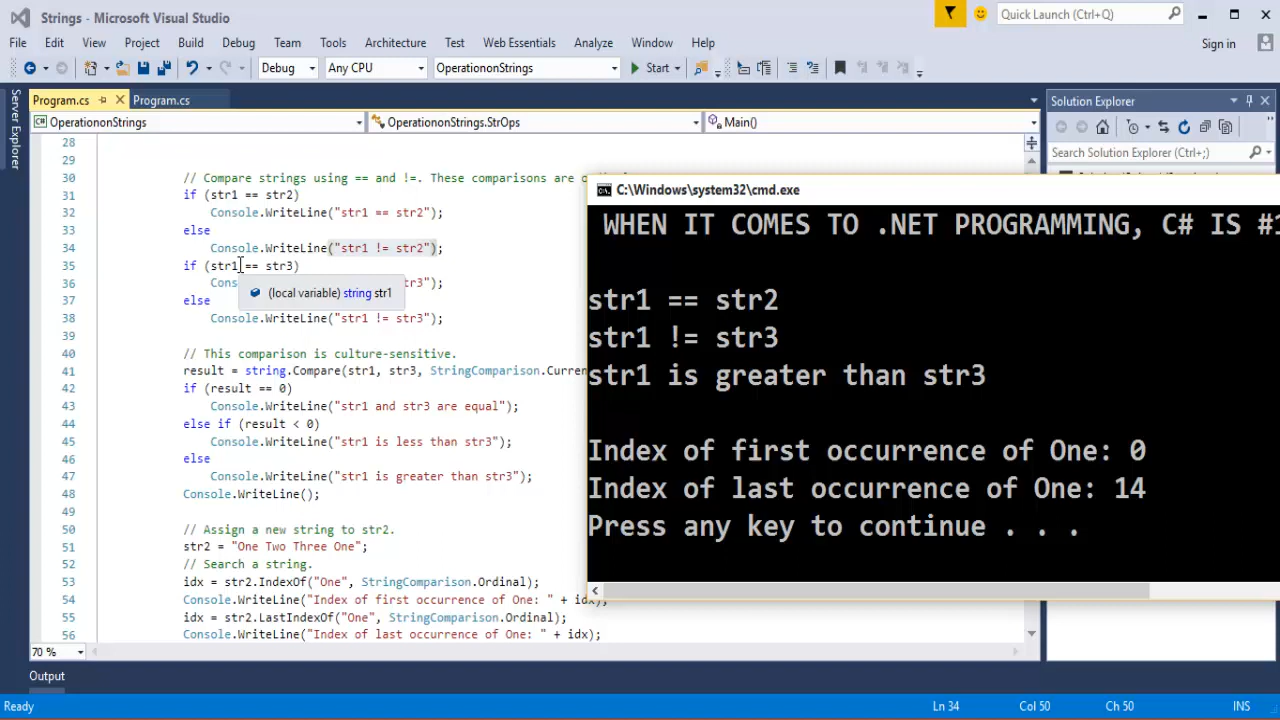 Strings - Microsoft Visual Studio
Quick Launch (Ctrl+Q)
File Edit View Project Build Debug Team Tools Architecture Test Web Essentials Analyze Window Help
Sign in
Debug Any CPU OperationonStrings Start
Server Explorer
Program.cs Program.cs
Solution Explorer
OperationonStrings OperationonStrings.StrOps Main()
Search Solution Explorer (Ctrl+;)
28
29
30 // Compare strings using == and !=. These comparisons are o
31 if (str1 == str2)
32 Console.WriteLine("str1 == str2");
33 else
34 Console.WriteLine("str1 != str2");
35 if (str1 == str3)
36 Cons str3");
37 else
38 Console.WriteLine("str1 != str3");
39
40 // This comparison is culture-sensitive.
41 result = string.Compare(str1, str3, StringComparison.Curren
42 if (result == 0)
43 Console.WriteLine("str1 and str3 are equal");
44 else if (result < 0)
45 Console.WriteLine("str1 is less than str3");
46 else
47 Console.WriteLine("str1 is greater than str3");
48 Console.WriteLine();
49
50 // Assign a new string to str2.
51 str2 = "One Two Three One";
52 // Search a string.
53 idx = str2.IndexOf("One", StringComparison.Ordinal);
54 Console.WriteLine("Index of first occurrence of One: " + idx);
55 idx = str2.LastIndexOf("One", StringComparison.Ordinal);
56 Console.WriteLine("Index of last occurrence of One: " + idx);
(local variable) string str1
C:\Windows\system32\cmd.exe
WHEN IT COMES TO .NET PROGRAMMING, C# IS #1
str1 == str2
str1 != str3
str1 is greater than str3
Index of first occurrence of One: 0
Index of last occurrence of One: 14
Press any key to continue . . .
70 %
Output
Ready Ln 34 Col 50 Ch 50 INS